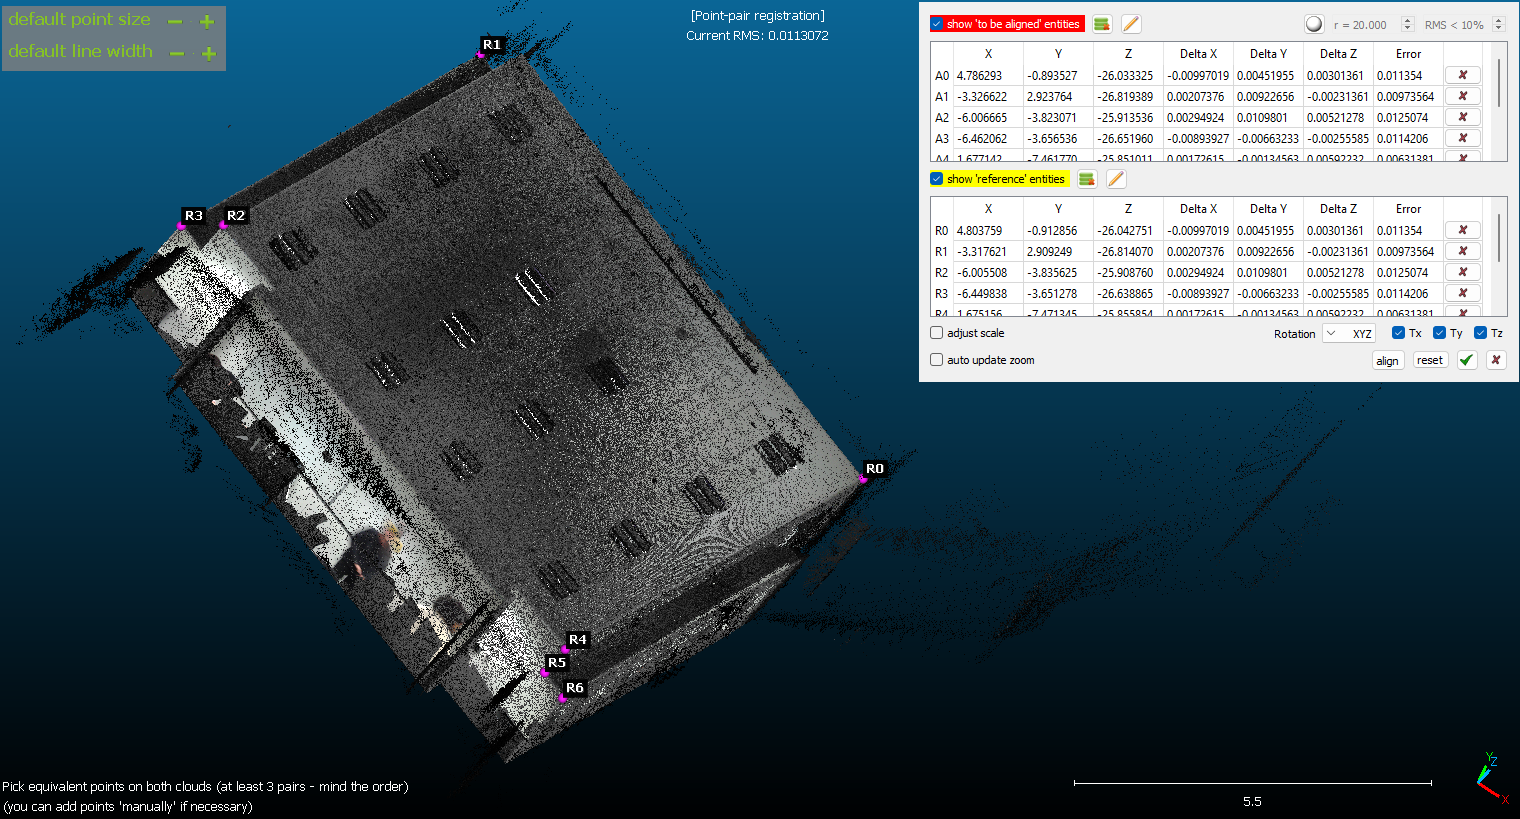 default point size − +
default line width − +
[Point-pair registration]
Current RMS: 0.0113072
show 'to be aligned' entities r = 20.000 RMS < 10%
X Y Z Delta X Delta Y Delta Z Error
A0 4.786293 -0.893527 -26.033325 -0.00997019 0.00451955 0.00301361 0.011354
A1 -3.326622 2.923764 -26.819389 0.00207376 0.00922656 -0.00231361 0.00973564
A2 -6.006665 -3.823071 -25.913536 0.00294924 0.0109801 0.00521278 0.0125074
A3 -6.462062 -3.656536 -26.651960 -0.00893927 -0.00663233 -0.00255585 0.0114206
A4 1.677142 -7.461770 -25.851011 0.00172615 -0.00134563 0.00592232 0.00631381
show 'reference' entities
X Y Z Delta X Delta Y Delta Z Error
R0 4.803759 -0.912856 -26.042751 -0.00997019 0.00451955 0.00301361 0.011354
R1 -3.317621 2.909249 -26.814070 0.00207376 0.00922656 -0.00231361 0.00973564
R2 -6.005508 -3.835625 -25.908760 0.00294924 0.0109801 0.00521278 0.0125074
R3 -6.449838 -3.651278 -26.638865 -0.00893927 -0.00663233 -0.00255585 0.0114206
R4 1.675156 -7.471345 -25.855854 0.00172615 -0.00134563 0.00592232 0.00631381
adjust scale Rotation XYZ Tx Ty Tz
auto update zoom align reset
R1
R3 R2
R0
R4
R5
R6
Y
Z
X
Pick equivalent points on both clouds (at least 3 pairs - mind the order)
(you can add points 'manually' if necessary)
5.5